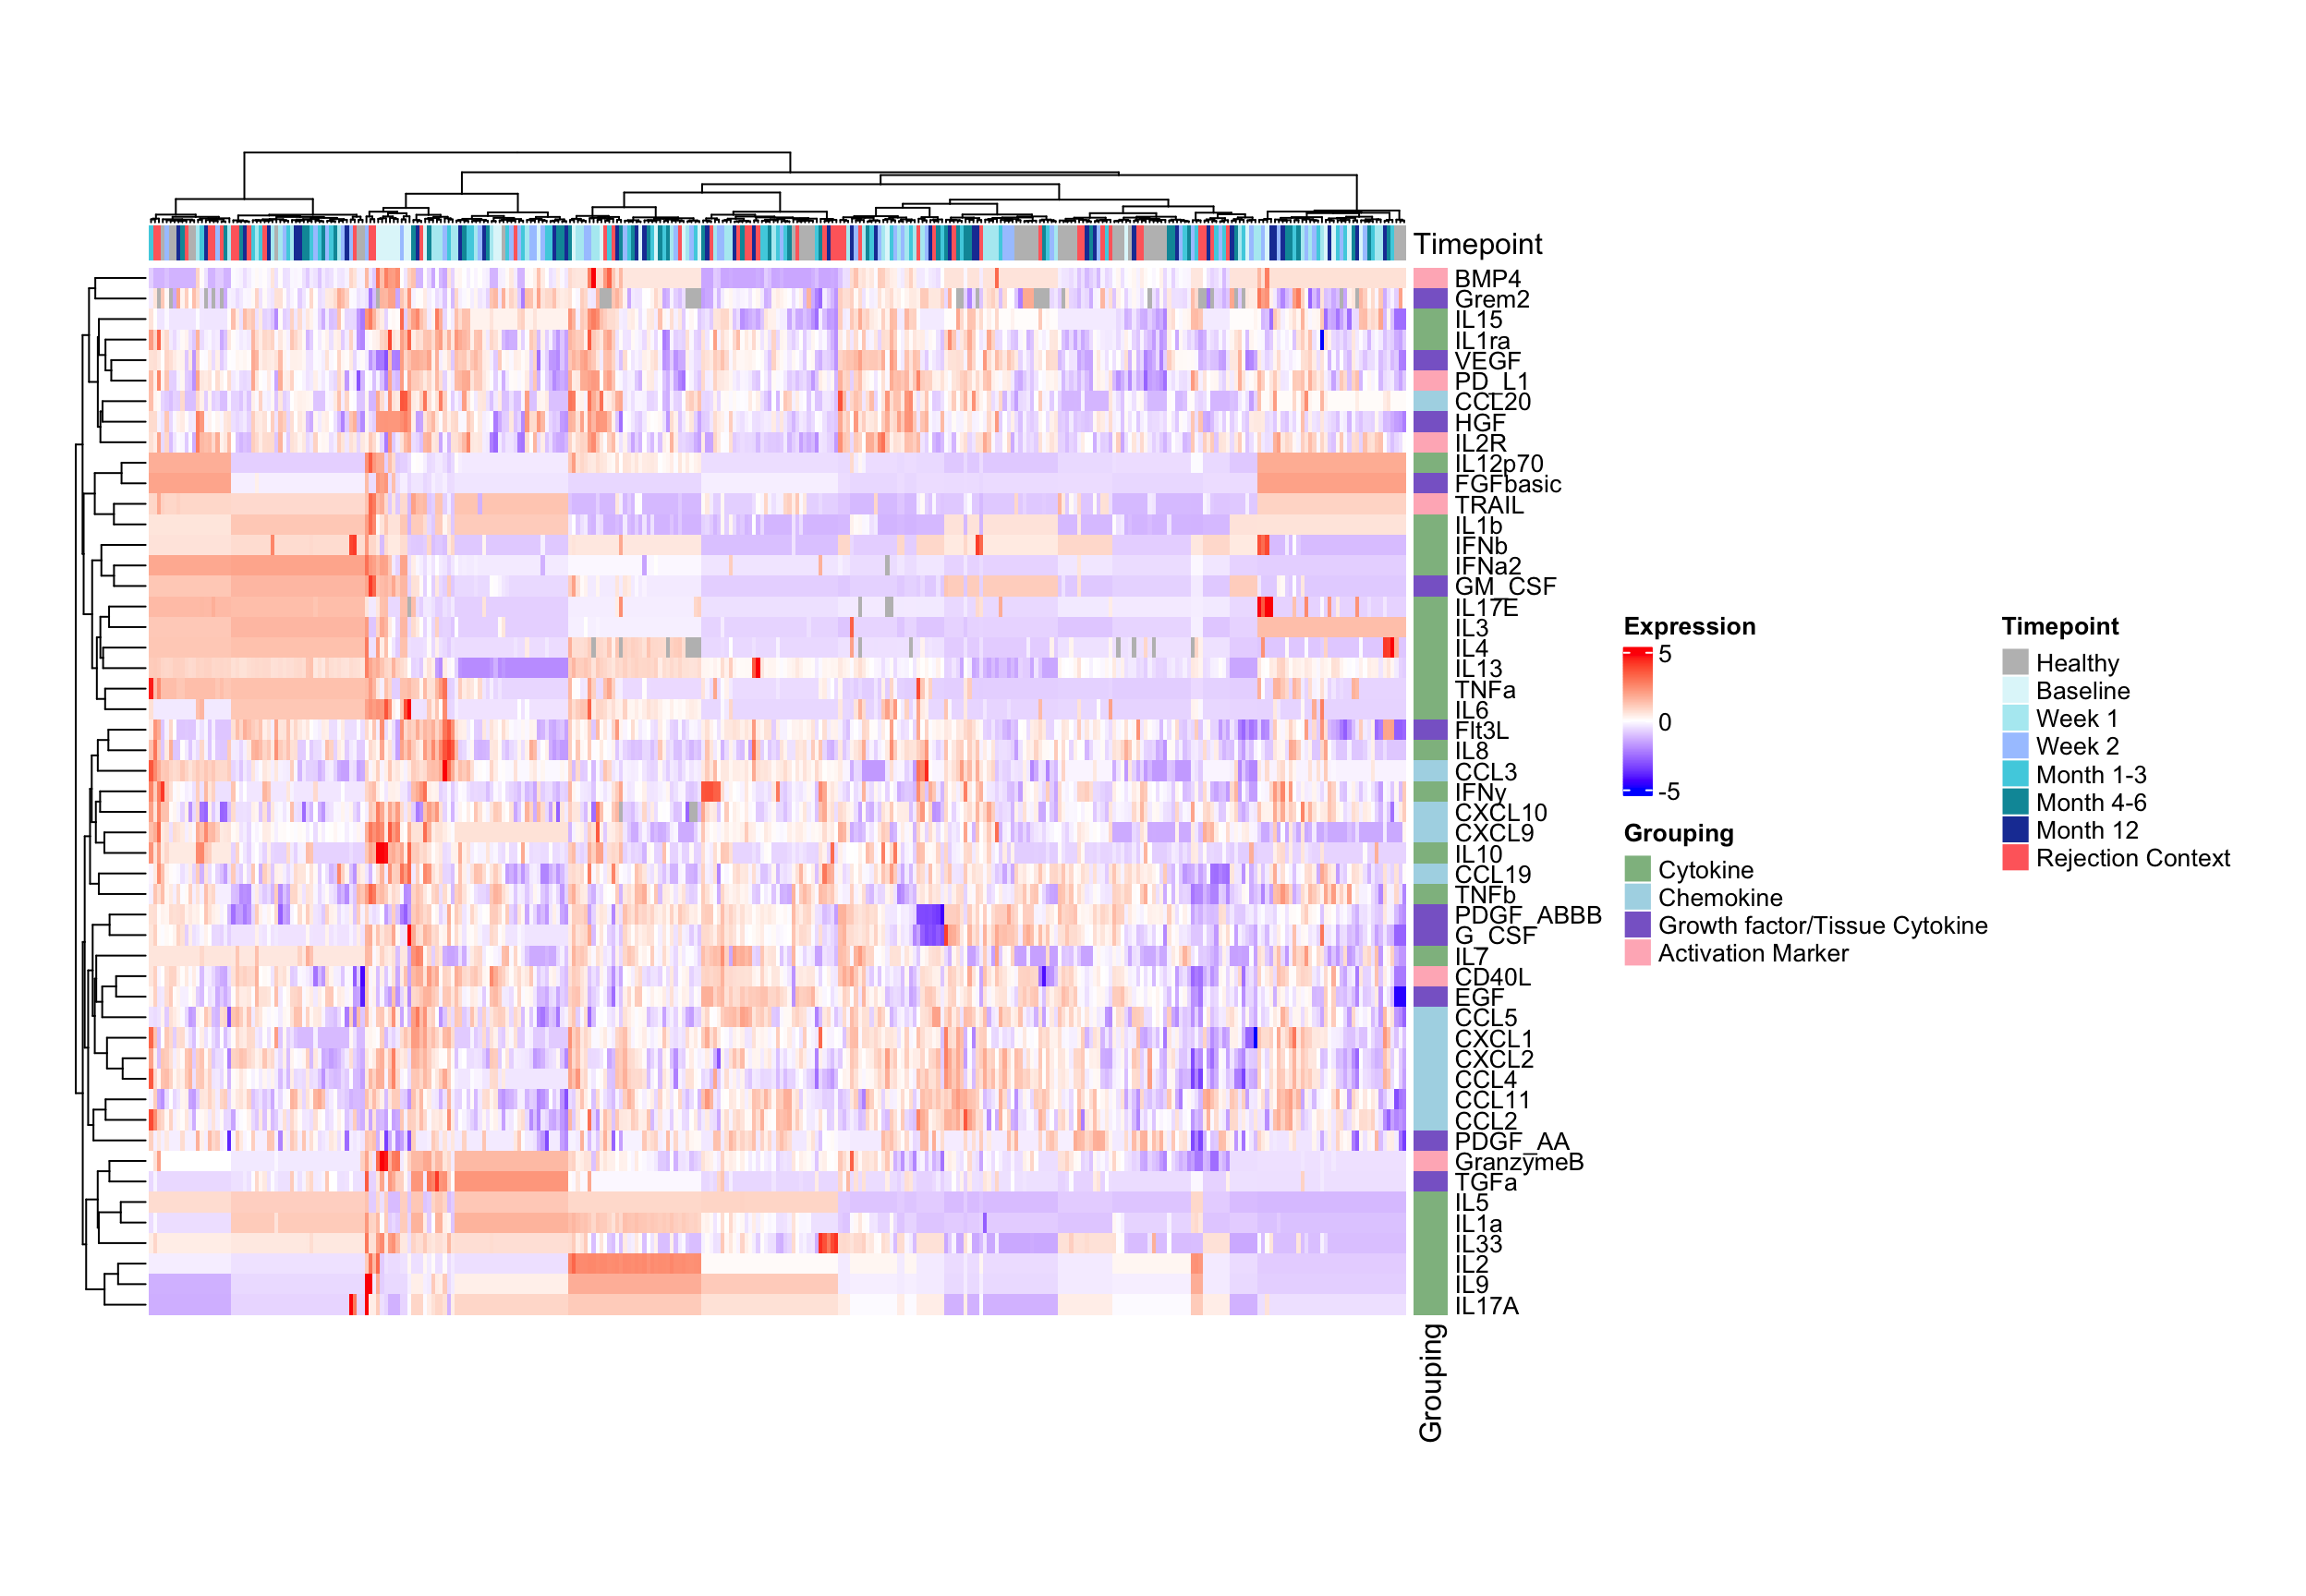 Timepoint
BMP4
Grem2
IL15
IL1ra
VEGF
PD_L1
CCL20
HGF
IL2R
IL12p70
FGFbasic
TRAIL
IL1b
IFNb
IFNa2
GM_CSF
IL17E
IL3
IL4
IL13
TNFa
IL6
Flt3L
IL8
CCL3
IFNy
CXCL10
CXCL9
IL10
CCL19
TNFb
PDGF_ABBB
G_CSF
IL7
CD40L
EGF
CCL5
CXCL1
CXCL2
CCL4
CCL11
CCL2
PDGF_AA
GranzymeB
TGFa
IL5
IL1a
IL33
IL2
IL9
IL17A
Grouping
Expression
5
0
-5
Grouping
Cytokine
Chemokine
Growth factor/Tissue Cytokine
Activation Marker
Timepoint
Healthy
Baseline
Week 1
Week 2
Month 1-3
Month 4-6
Month 12
Rejection Context